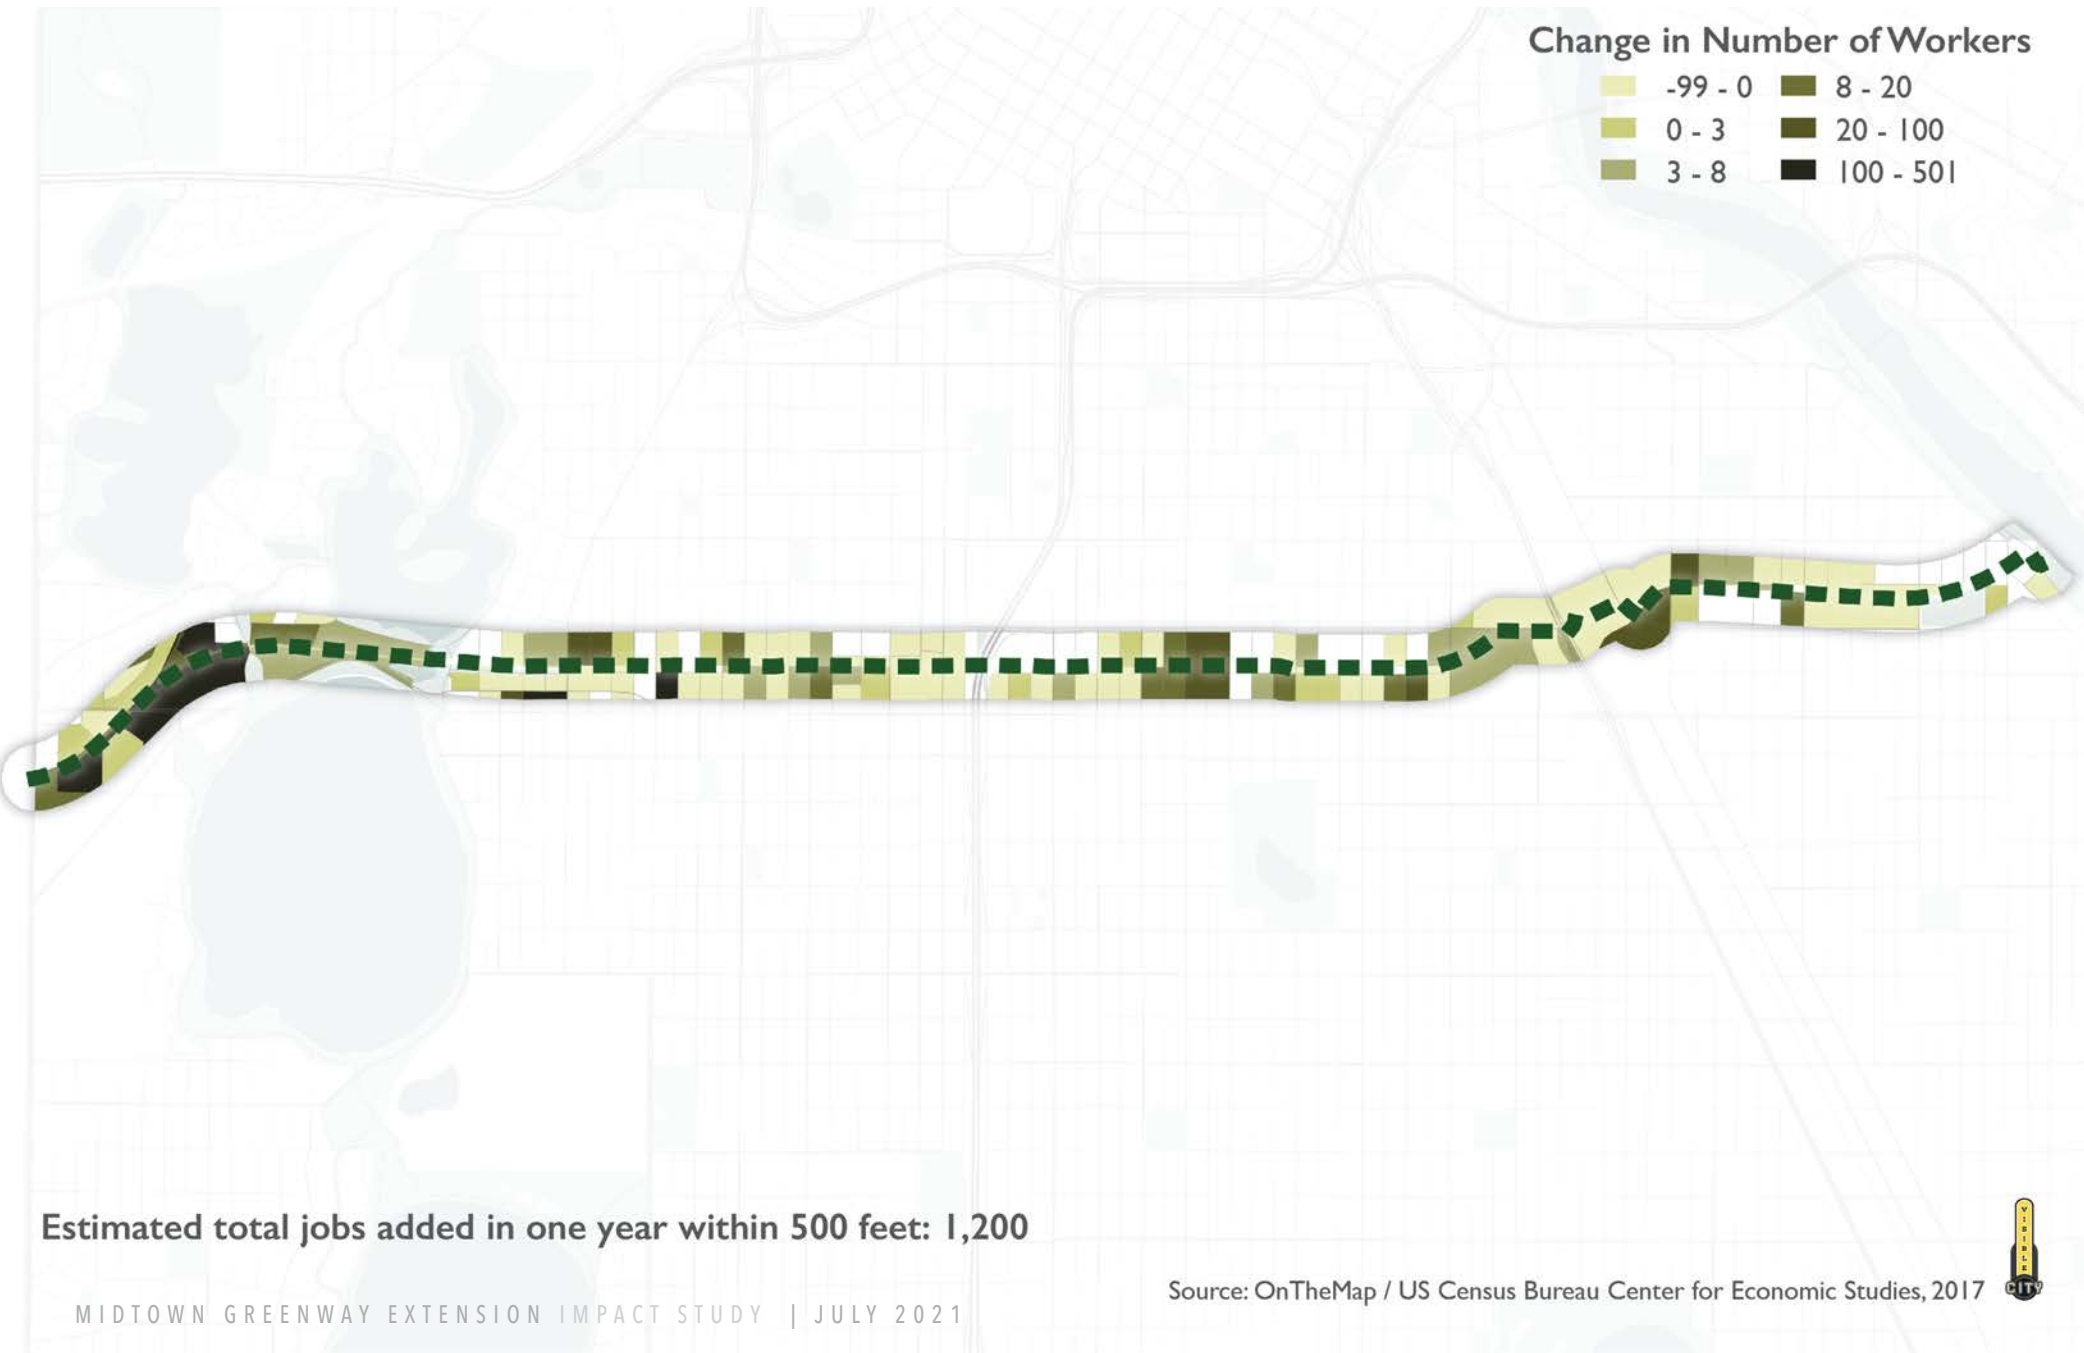 Change in Number of Workers
-99 - 0
8 - 20
0 - 3
20 - 100
3 - 8
100 - 501
Estimated total jobs added in one year within 500 feet: 1,200
Source: OnTheMap / US Census Bureau Center for Economic Studies, 2017
VISIBLE
CITY
MIDTOWN GREENWAY EXTENSION IMPACT STUDY | JULY 2021